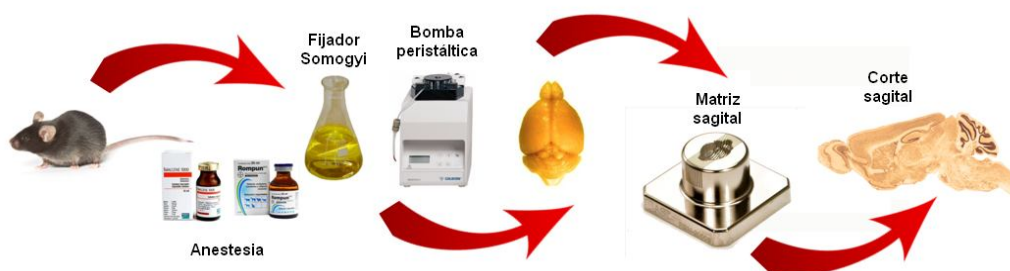 Fijador
Somogyi
Bomba
peristáltica
Matriz
sagital
Corte
sagital
Rompun
Anestesia